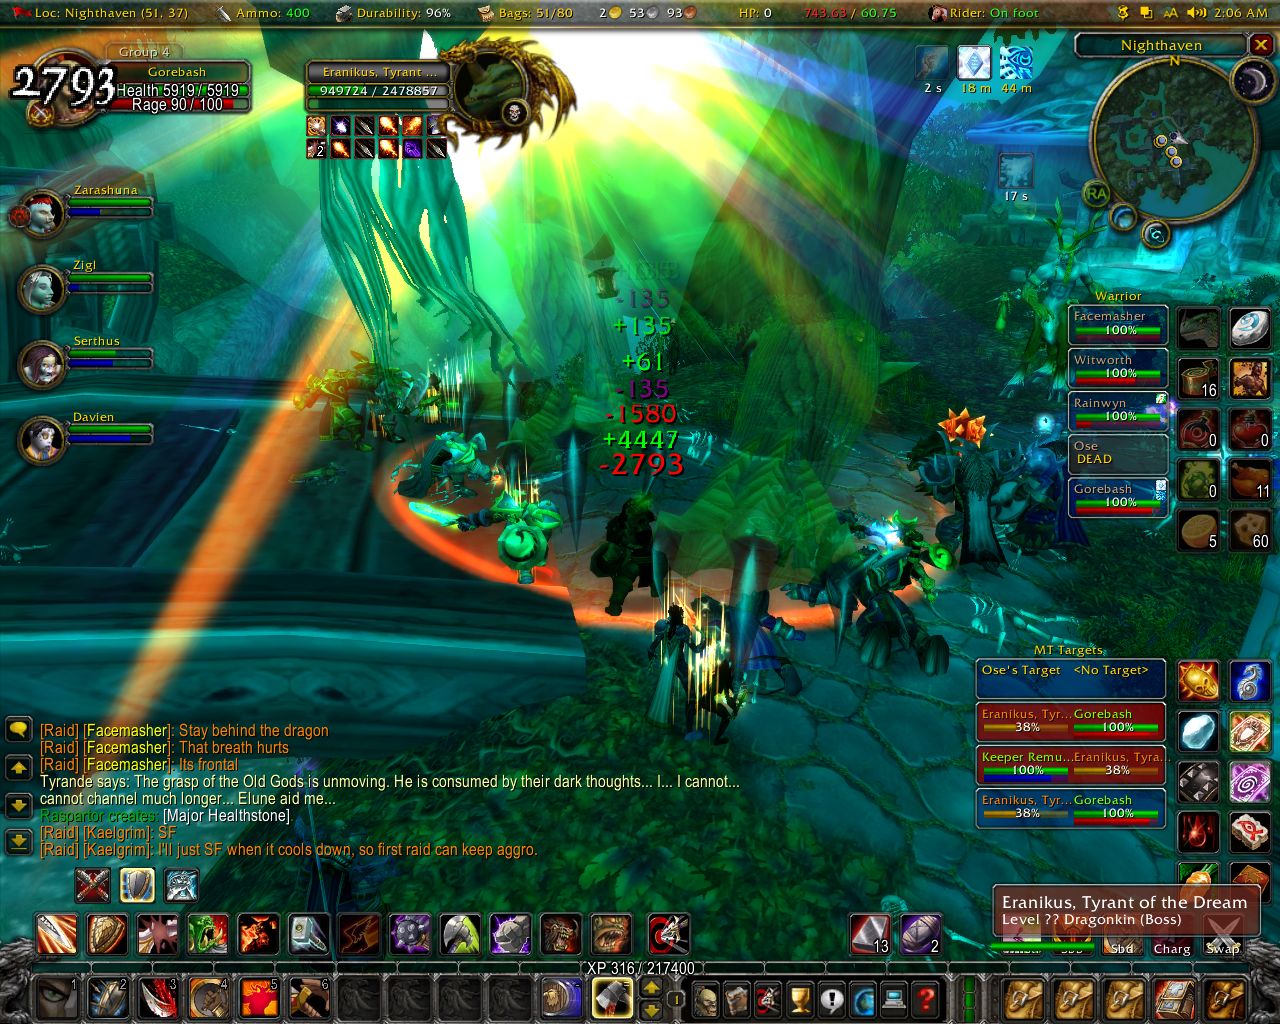 Loc: Nighthaven (51, 37)
Ammo: 400
Durability: 96%
Bags: 51/80
2 53 93
HP: 0
743.63 / 60.75
Rider: On foot
2:06 AM
Group 4
Gorebash
2793
Health 5919 / 5919
Rage 90 / 100
Eranikus, Tyrant ...
949724 / 2478857
2
2 s
18 m
44 m
17 s
Nighthaven
N
RA
Zarashuna
Zigl
Serthus
Davien
-135
+135
+61
-135
-1580
+4447
-2793
Warrior
Facemasher
100%
Witworth
100%
Rainwyn
100%
Ose
DEAD
Gorebash
100%
16
0
0
0
11
5
60
MT Targets
Ose's Target <No Target>
Eranikus, Tyr... Gorebash
38% 100%
Keeper Remu... Eranikus, Tyra...
100% 38%
Eranikus, Tyr... Gorebash
38% 100%
[Raid] [Facemasher]: Stay behind the dragon
[Raid] [Facemasher]: That breath hurts
[Raid] [Facemasher]: Its frontal
Tyrande says: The grasp of the Old Gods is unmoving. He is consumed by their dark thoughts... I... I cannot...
cannot channel much longer... Elune aid me...
Raspartor creates: [Major Healthstone].
[Raid] [Kaelgrim]: SF
[Raid] [Kaelgrim]: I'll just SF when it cools down, so first raid can keep aggro.
Eranikus, Tyrant of the Dream
Level ?? Dragonkin (Boss)
13
2
Sbd
Charg
Swap
XP 316 / 217400
1
2
3
4
5
6
1